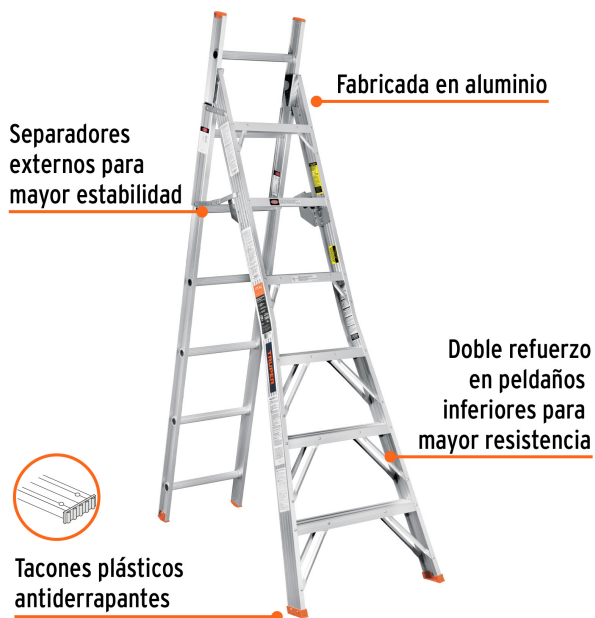 Fabricada en aluminio
Separadores
externos para
mayor estabilidad
TRUPER
Doble refuerzo
en peldaños
inferiores para
mayor resistencia
Tacones plásticos
antiderrapantes